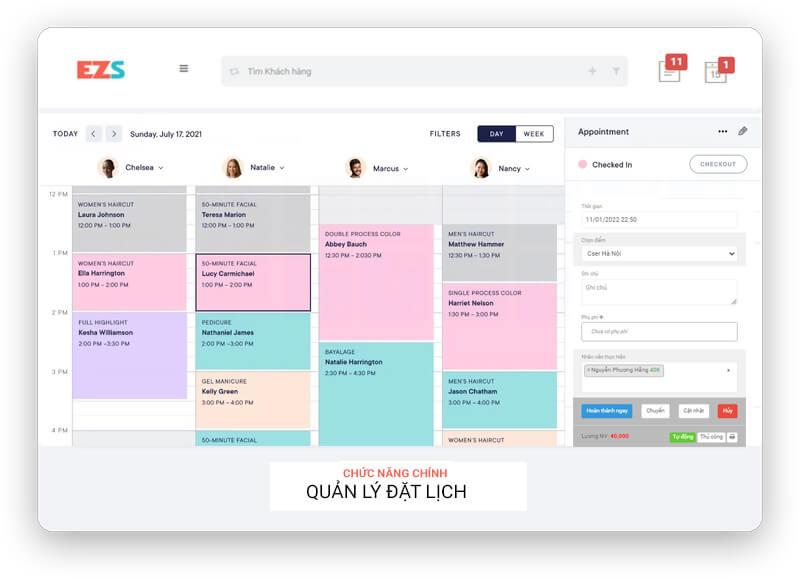 EZS
Tìm Khách hàng
11
15
1
TODAY
Sunday, July 17, 2021
FILTERS
DAY
WEEK
Appointment
Chelsea
Natalie
Marcus
Nancy
Checked In
CHECKOUT
12 PM
1 PM
2 PM
3 PM
4 PM
WOMEN'S HAIRCUT
Laura Johnson
12:00 PM – 1:00 PM
WOMEN'S HAIRCUT
Ella Harrington
1:00 PM – 2:00 PM
FULL HIGHLIGHT
Kesha Williamson
2:00 PM –3:30 PM
50-MINUTE FACIAL
Teresa Marion
12:00 PM – 1:00 PM
50-MINUTE FACIAL
Lucy Carmichael
1:00 PM – 2:00 PM
PEDICURE
Nathaniel James
2:00 PM –3:00 PM
GEL MANICURE
Kelly Green
3:00 PM – 4:00 PM
50-MINUTE FACIAL
DOUBLE PROCESS COLOR
Abbey Bauch
12:30 PM – 2:030 PM
BAYALAGE
Natalie Harrington
2:30 PM – 4:30 PM
MEN'S HAIRCUT
Matthew Hammer
12:30 PM – 1:30 PM
SINGLE PROCESS COLOR
Harriet Nelson
1:30 PM – 3:00 PM
MEN'S HAIRCUT
Jason Chatham
3:00 PM – 4:00 PM
WOMEN'S HAIRCUT
Thời gian
11/01/2022 22:50
Chọn điểm
Cser Hà Nội
Ghi chú
Ghi chú
Phụ phí
Chưa có phụ phí
Nhân viên thực hiện
× Nguyễn Phương Hằng 406
×
Hoàn thành ngay
Chuyển
Cập nhật
Hủy
Lương NV: 40,000
Tự động
Thủ công
CHỨC NĂNG CHÍNH
QUẢN LÝ ĐẶT LỊCH